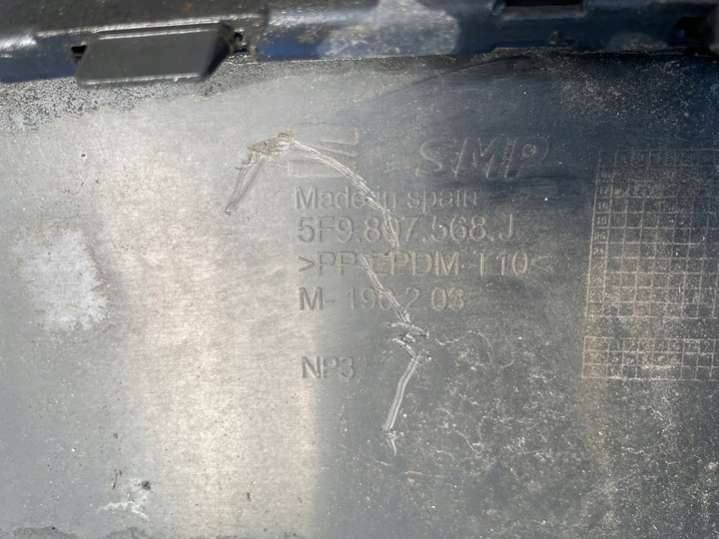 SMP
Made in spain
5F9.807.568.J
>PP-EPDM-T10<
M-196/2 03
NP3